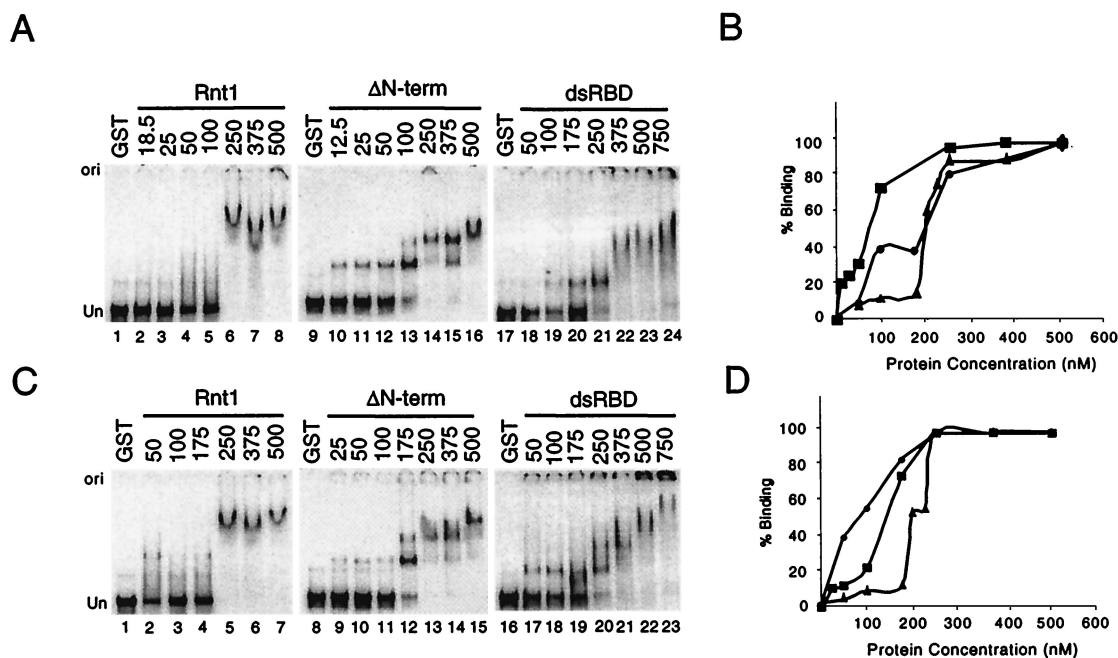 A
Rnt1
ΔN-term
dsRBD
GST 18.5 25 50 100 250 375 500
GST 12.5 25 50 100 250 375 500
GST 50 100 175 250 375 500 750
ori
Un
1 2 3 4 5 6 7 8
9 10 11 12 13 14 15 16
17 18 19 20 21 22 23 24
B
% Binding
100
80
60
40
20
0
100 200 300 400 500 600
Protein Concentration (nM)
C
Rnt1
ΔN-term
dsRBD
GST 50 100 175 250 375 500
GST 25 50 100 175 250 375 500
GST 50 100 175 250 375 500 750
ori
Un
1 2 3 4 5 6 7
8 9 10 11 12 13 14 15
16 17 18 19 20 21 22 23
D
% Binding
100
80
60
40
20
0
100 200 300 400 500 600
Protein Concentration (nM)